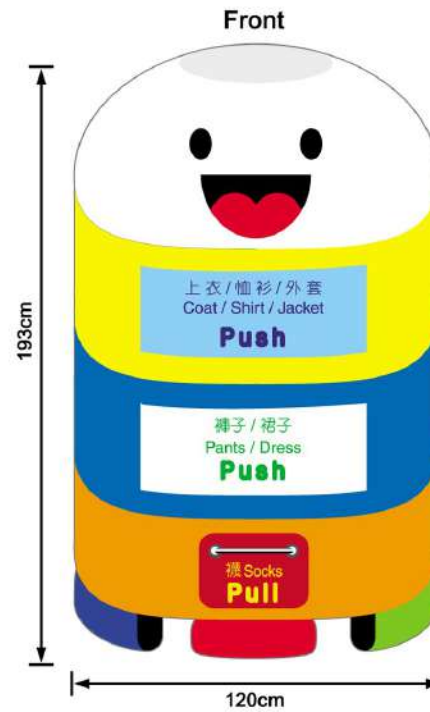 Front
193cm
上衣/恤衫/外套
Coat / Shirt / Jacket
Push
褲子 / 裙子
Pants / Dress
Push
襪 Socks
Pull
120cm